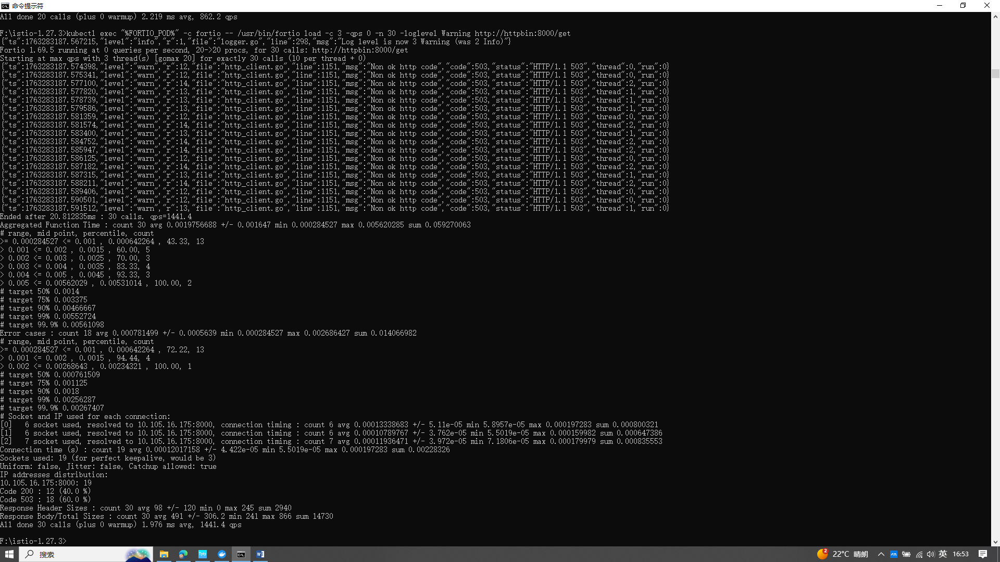 命令提示符
All done 20 calls (plus 0 warmup) 2.219 ms avg, 862.2 qps
F:\istio-1.27.3>kubectl exec "%FORTIO_POD%" -c fortio -- /usr/bin/fortio load -c 3 -qps 0 -n 30 -loglevel Warning http://httpbin:8000/get
{"ts":1763283187.567215,"level":"info","r":1,"file":"logger.go","line":298,"msg":"Log level is now 3 Warning (was 2 Info)"}
Fortio 1.69.5 running at 0 queries per second, 20->20 procs, for 30 calls: http://httpbin:8000/get
Starting at max qps with 3 thread(s) [gomax 20] for exactly 30 calls (10 per thread + 0)
{"ts":1763283187.574398,"level":"warn","r":12,"file":"http_client.go","line":1151,"msg":"Non ok http code","code":503,"status":"HTTP/1.1 503","thread":0,"run":0}
{"ts":1763283187.575341,"level":"warn","r":12,"file":"http_client.go","line":1151,"msg":"Non ok http code","code":503,"status":"HTTP/1.1 503","thread":0,"run":0}
{"ts":1763283187.577100,"level":"warn","r":14,"file":"http_client.go","line":1151,"msg":"Non ok http code","code":503,"status":"HTTP/1.1 503","thread":2,"run":0}
{"ts":1763283187.577820,"level":"warn","r":13,"file":"http_client.go","line":1151,"msg":"Non ok http code","code":503,"status":"HTTP/1.1 503","thread":1,"run":0}
{"ts":1763283187.578739,"level":"warn","r":13,"file":"http_client.go","line":1151,"msg":"Non ok http code","code":503,"status":"HTTP/1.1 503","thread":1,"run":0}
{"ts":1763283187.579586,"level":"warn","r":13,"file":"http_client.go","line":1151,"msg":"Non ok http code","code":503,"status":"HTTP/1.1 503","thread":1,"run":0}
{"ts":1763283187.581359,"level":"warn","r":12,"file":"http_client.go","line":1151,"msg":"Non ok http code","code":503,"status":"HTTP/1.1 503","thread":0,"run":0}
{"ts":1763283187.581574,"level":"warn","r":14,"file":"http_client.go","line":1151,"msg":"Non ok http code","code":503,"status":"HTTP/1.1 503","thread":2,"run":0}
{"ts":1763283187.583400,"level":"warn","r":13,"file":"http_client.go","line":1151,"msg":"Non ok http code","code":503,"status":"HTTP/1.1 503","thread":1,"run":0}
{"ts":1763283187.584752,"level":"warn","r":14,"file":"http_client.go","line":1151,"msg":"Non ok http code","code":503,"status":"HTTP/1.1 503","thread":2,"run":0}
{"ts":1763283187.585947,"level":"warn","r":14,"file":"http_client.go","line":1151,"msg":"Non ok http code","code":503,"status":"HTTP/1.1 503","thread":2,"run":0}
{"ts":1763283187.586125,"level":"warn","r":12,"file":"http_client.go","line":1151,"msg":"Non ok http code","code":503,"status":"HTTP/1.1 503","thread":0,"run":0}
{"ts":1763283187.587182,"level":"warn","r":14,"file":"http_client.go","line":1151,"msg":"Non ok http code","code":503,"status":"HTTP/1.1 503","thread":2,"run":0}
{"ts":1763283187.587315,"level":"warn","r":13,"file":"http_client.go","line":1151,"msg":"Non ok http code","code":503,"status":"HTTP/1.1 503","thread":1,"run":0}
{"ts":1763283187.588211,"level":"warn","r":14,"file":"http_client.go","line":1151,"msg":"Non ok http code","code":503,"status":"HTTP/1.1 503","thread":2,"run":0}
{"ts":1763283187.589406,"level":"warn","r":12,"file":"http_client.go","line":1151,"msg":"Non ok http code","code":503,"status":"HTTP/1.1 503","thread":0,"run":0}
{"ts":1763283187.590501,"level":"warn","r":12,"file":"http_client.go","line":1151,"msg":"Non ok http code","code":503,"status":"HTTP/1.1 503","thread":0,"run":0}
{"ts":1763283187.591512,"level":"warn","r":13,"file":"http_client.go","line":1151,"msg":"Non ok http code","code":503,"status":"HTTP/1.1 503","thread":1,"run":0}
Ended after 20.812835ms : 30 calls. qps=1441.4
Aggregated Function Time : count 30 avg 0.0019756688 +/- 0.001647 min 0.000284527 max 0.005620285 sum 0.059270063
# range, mid point, percentile, count
>= 0.000284527 <= 0.001 , 0.000642264 , 43.33, 13
> 0.001 <= 0.002 , 0.0015 , 60.00, 5
> 0.002 <= 0.003 , 0.0025 , 70.00, 3
> 0.003 <= 0.004 , 0.0035 , 83.33, 4
> 0.004 <= 0.005 , 0.0045 , 93.33, 3
> 0.005 <= 0.00562029 , 0.00531014 , 100.00, 2
# target 50% 0.0014
# target 75% 0.003375
# target 90% 0.00466667
# target 99% 0.00552724
# target 99.9% 0.00561098
Error cases : count 18 avg 0.000781499 +/- 0.0005639 min 0.000284527 max 0.002686427 sum 0.014066982
# range, mid point, percentile, count
>= 0.000284527 <= 0.001 , 0.000642264 , 72.22, 13
> 0.001 <= 0.002 , 0.0015 , 94.44, 4
> 0.002 <= 0.00268643 , 0.00234321 , 100.00, 1
# target 50% 0.000761509
# target 75% 0.001125
# target 90% 0.0018
# target 99% 0.00256287
# target 99.9% 0.00267407
# Socket and IP used for each connection:
[0]   6 socket used, resolved to 10.105.16.175:8000, connection timing : count 6 avg 0.00013338683 +/- 5.11e-05 min 5.8957e-05 max 0.000197283 sum 0.000800321
[1]   6 socket used, resolved to 10.105.16.175:8000, connection timing : count 6 avg 0.00010789767 +/- 3.762e-05 min 5.5019e-05 max 0.000159982 sum 0.000647386
[2]   7 socket used, resolved to 10.105.16.175:8000, connection timing : count 7 avg 0.00011936471 +/- 3.972e-05 min 7.1806e-05 max 0.000179979 sum 0.000835553
Connection time (s) : count 19 avg 0.00012017158 +/- 4.422e-05 min 5.5019e-05 max 0.000197283 sum 0.00228326
Sockets used: 19 (for perfect keepalive, would be 3)
Uniform: false, Jitter: false, Catchup allowed: true
IP addresses distribution:
10.105.16.175:8000: 19
Code 200 : 12 (40.0 %)
Code 503 : 18 (60.0 %)
Response Header Sizes : count 30 avg 98 +/- 120 min 0 max 245 sum 2940
Response Body/Total Sizes : count 30 avg 491 +/- 306.2 min 241 max 866 sum 14730
All done 30 calls (plus 0 warmup) 1.976 ms avg, 1441.4 qps
F:\istio-1.27.3>
搜索
Tyty
2
22°C 晴朗
英
16:53